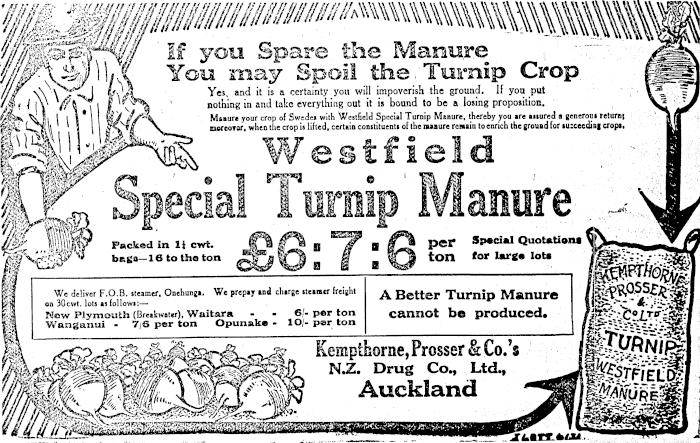 If you Spare the Manure
You may Spoil the Turnip Crop
Yes, and it is a certainty you will impoverish the ground. If you put
nothing in and take everything out it is bound to be a losing proposition.
Manure your crop of Swedes with Westfield Special Turnip Manure, thereby you are assured a generous return;
moreover, when the crop is lifted, certain constituents of the manure remain to enrich the ground for succeeding crops.
Westfield
Special Turnip Manure
Packed in 1¼ cwt.
bags—16 to the ton
£6:7:6
per
ton
Special Quotations
for large lots
We deliver F.O.B. steamer, Onehunga. We prepay and charge steamer freight
on 30cwt. lots as follows:—
New Plymouth (Breakwater), Waitara - - 6/- per ton
Wanganui - 7/6 per ton Opunake - 10/- per ton
A Better Turnip Manure
cannot be produced.
Kempthorne, Prosser & Co.'s
N.Z. Drug Co., Ltd.,
Auckland
KEMPTHORNE
PROSSER
&
CO LTD
TURNIP
WESTFIELD
MANURE